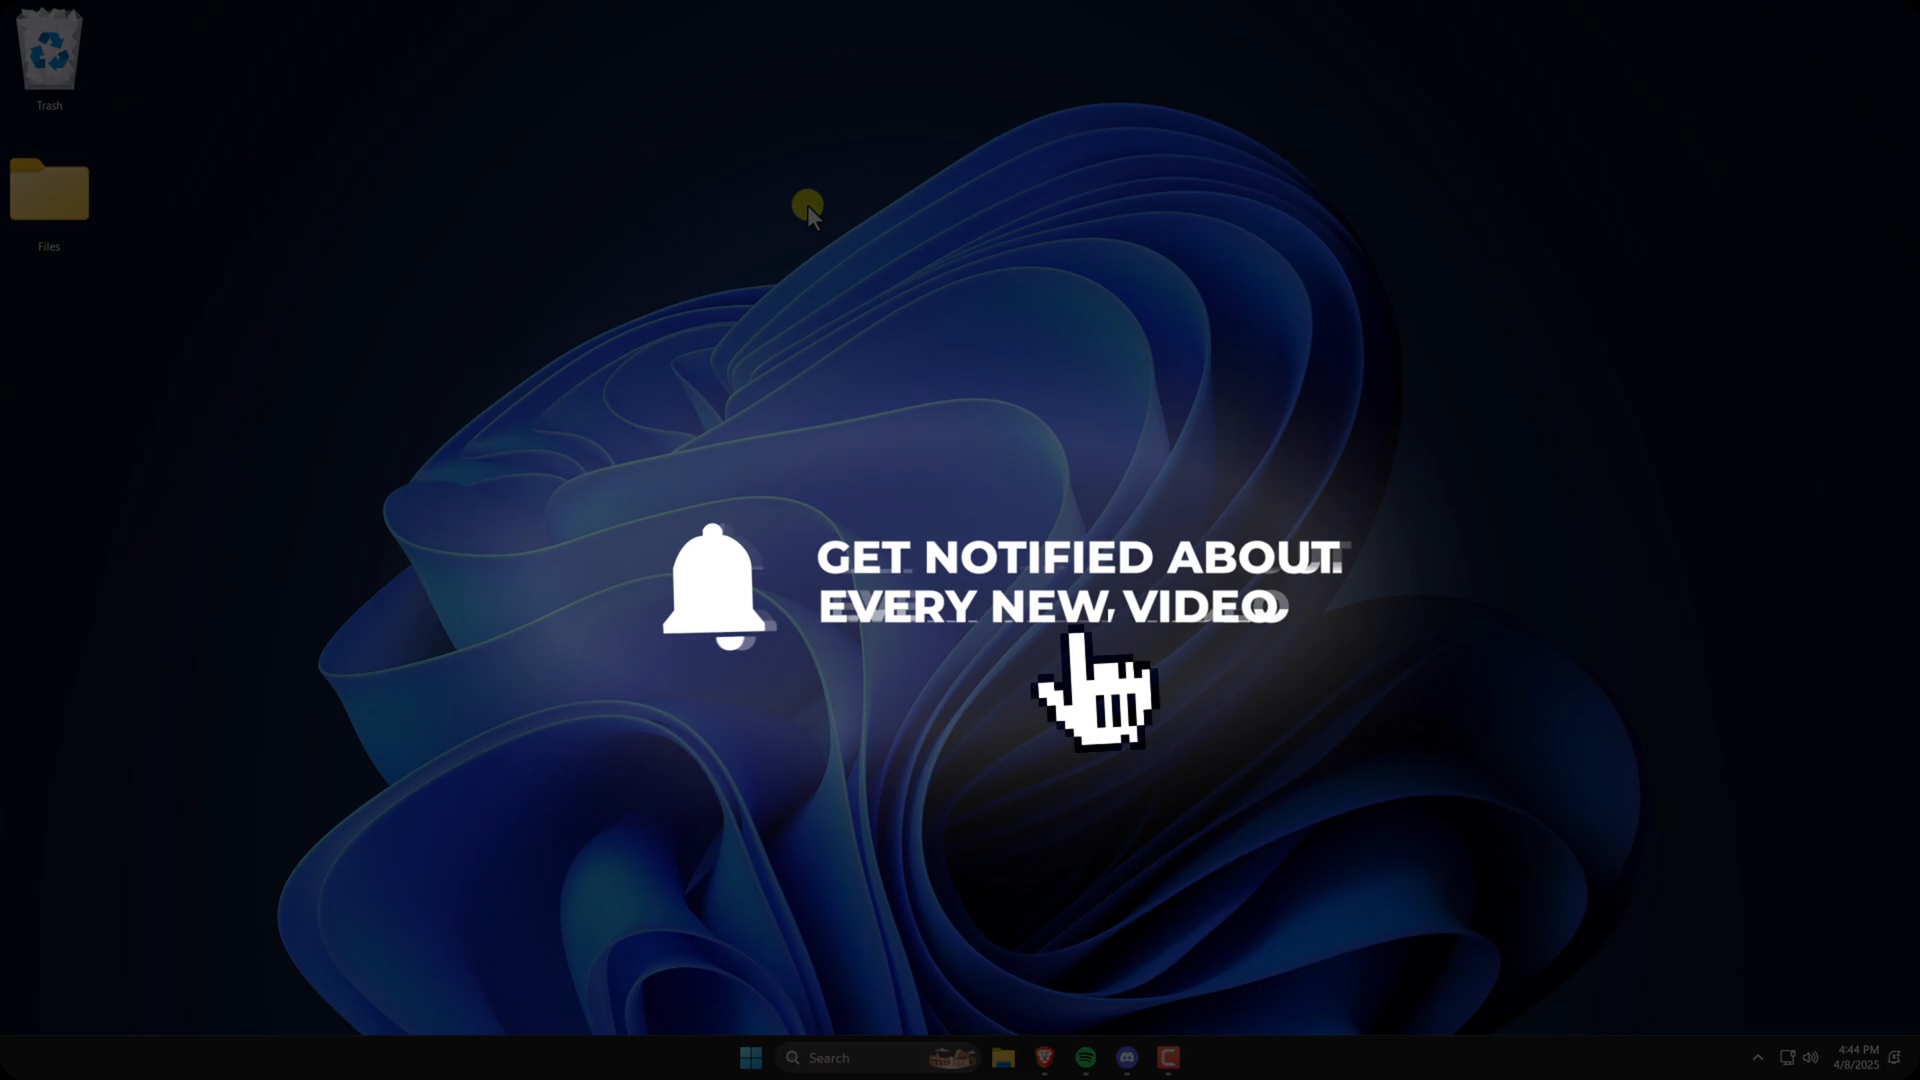 Trash
Files
GET NOTIFIED ABOUT
EVERY NEW VIDEO
Search
4:44 PM
4/8/2025